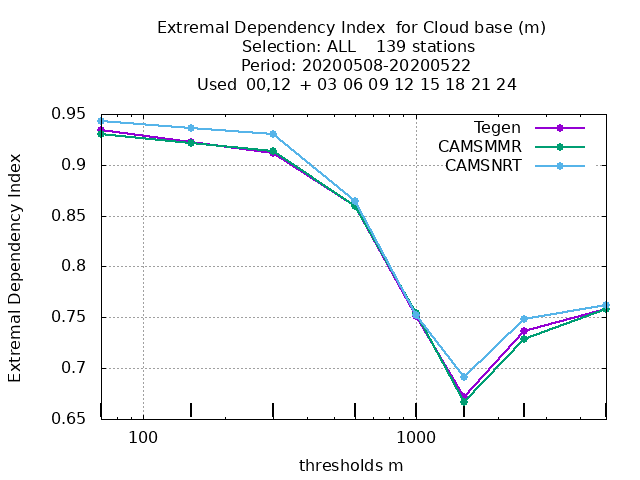 Extremal Dependency Index  for Cloud base (m)
Selection: ALL    139 stations
Period: 20200508-20200522
Used  00,12  + 03 06 09 12 15 18 21 24
Tegen
CAMSMMR
CAMSNRT
Extremal Dependency Index
0.95
0.9
0.85
0.8
0.75
0.7
0.65
100
1000
thresholds m